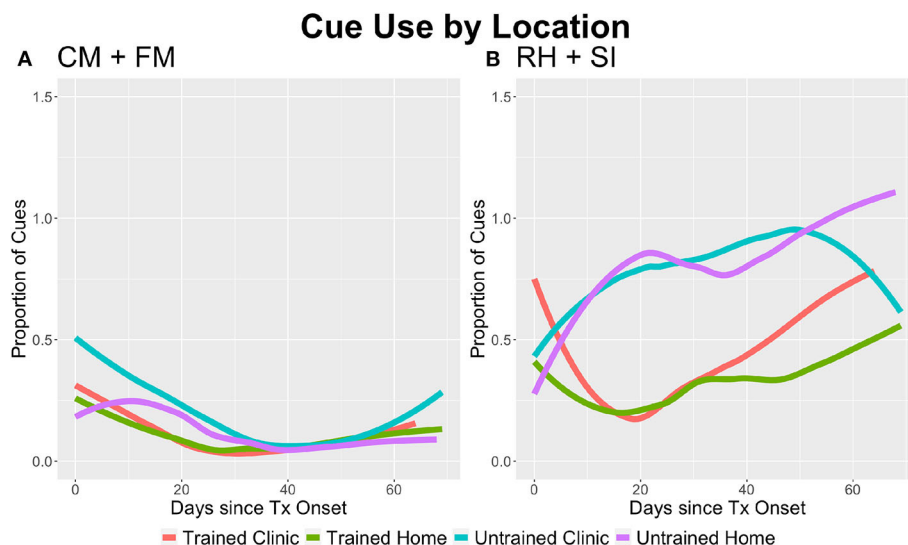 Cue Use by Location
A CM + FM
B RH + SI
1.5
1.0
0.5
0.0
Proportion of Cues
0 20 40 60
Days since Tx Onset
1.5
1.0
0.5
0.0
Proportion of Cues
0 20 40 60
Days since Tx Onset
Trained Clinic Trained Home Untrained Clinic Untrained Home